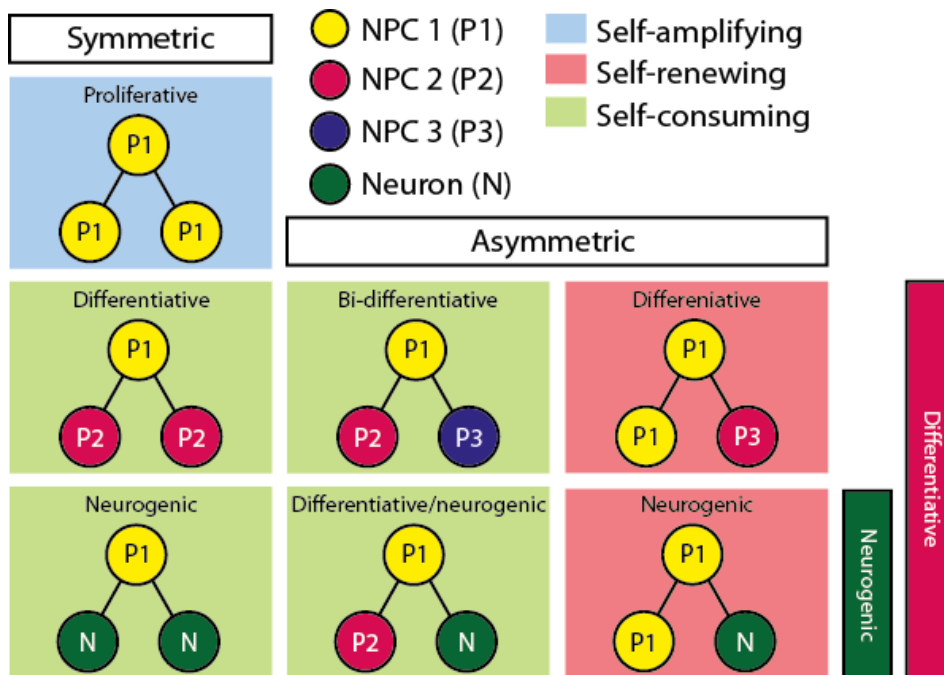 Symmetric
NPC 1 (P1)
NPC 2 (P2)
NPC 3 (P3)
Neuron (N)
Self-amplifying
Self-renewing
Self-consuming
Proliferative
P1
P1 P1
Asymmetric
Differentiative
P1
P2 P2
Bi-differentiative
P1
P2 P3
Differeniative
P1
P1 P3
Neurogenic
P1
N N
Differentiative/neurogenic
P1
P2 N
Neurogenic
P1
P1 N
Neurogenic
Differentiative